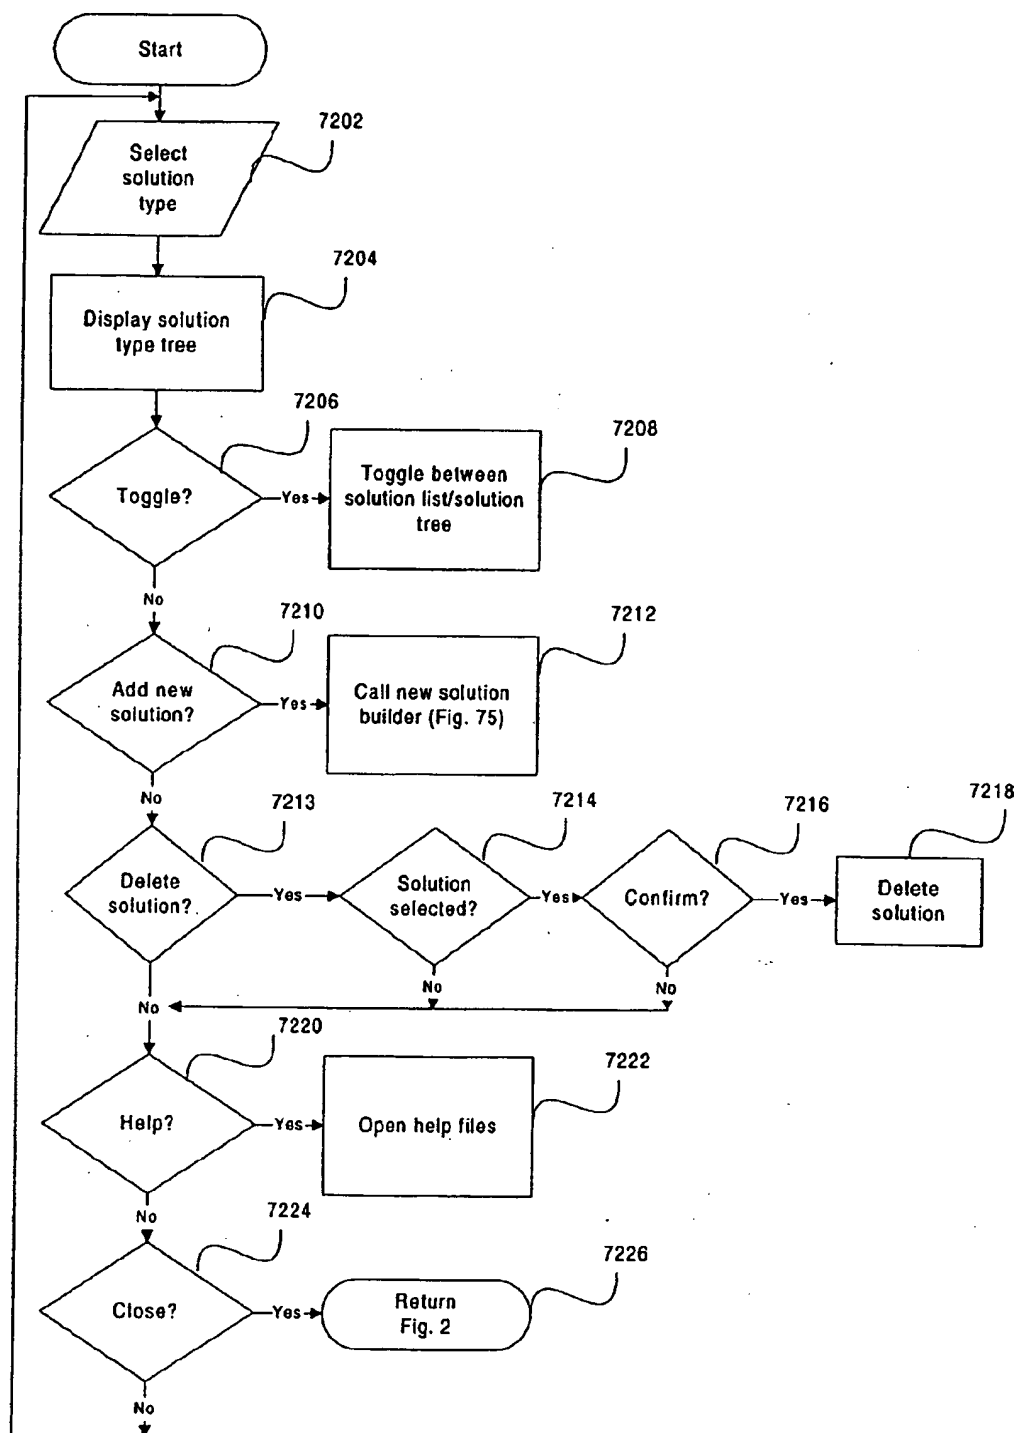 Start
7202
Select
solution
type
7204
Display solution
type tree
7206
7208
Toggle?
Yes
Toggle between
solution list/solution
tree
No
7210
7212
Add new
solution?
Yes
Call new solution
builder (Fig. 75)
No
7213
7214
7216
7218
Delete
solution?
Yes
Solution
selected?
Yes
Confirm?
Yes
Delete
solution
No
No
No
7220
7222
Help?
Yes
Open help files
No
7224
7226
Close?
Yes
Return
Fig. 2
No